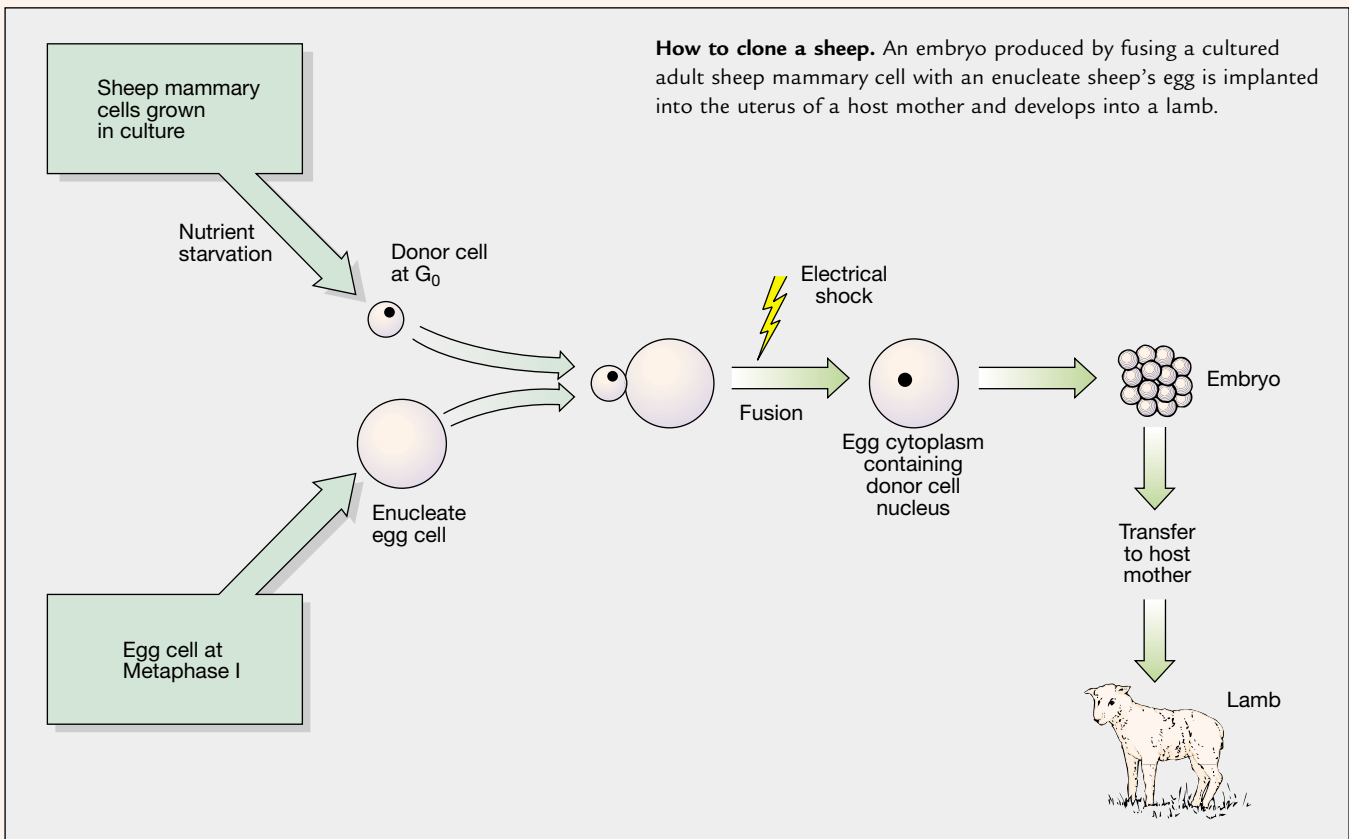 How to clone a sheep. An embryo produced by fusing a cultured
adult sheep mammary cell with an enucleate sheep's egg is implanted
into the uterus of a host mother and develops into a lamb.
Sheep mammary
cells grown
in culture
Nutrient
starvation
Donor cell
at G₀
Electrical
shock
Fusion
Embryo
Egg cytoplasm
containing
donor cell
nucleus
Enucleate
egg cell
Transfer
to host
mother
Egg cell at
Metaphase I
Lamb